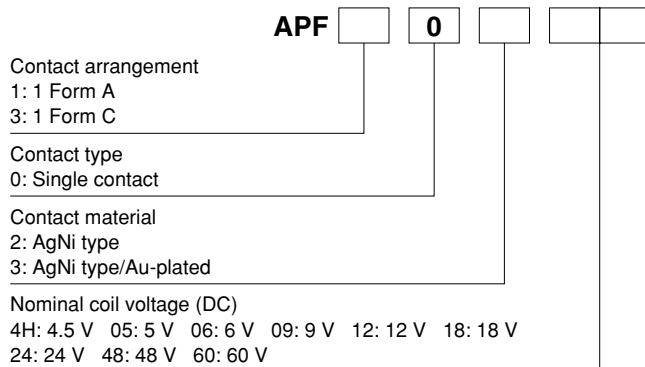 APF 0
Contact arrangement
1: 1 Form A
3: 1 Form C
Contact type
0: Single contact
Contact material
2: AgNi type
3: AgNi type/Au-plated
Nominal coil voltage (DC)
4H: 4.5 V 05: 5 V 06: 6 V 09: 9 V 12: 12 V 18: 18 V
24: 24 V 48: 48 V 60: 60 V